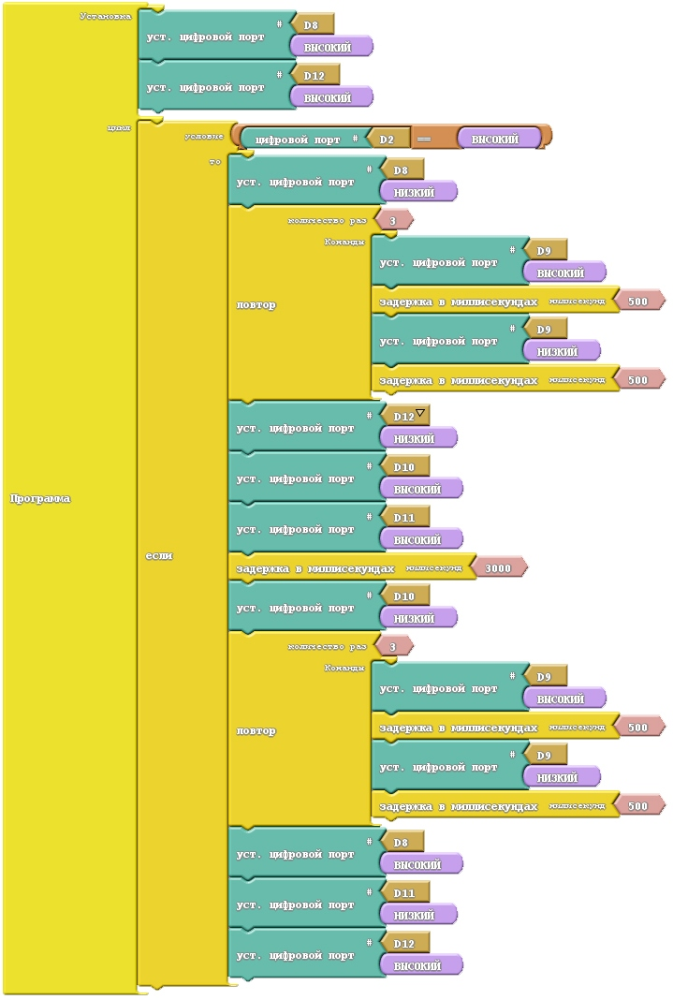 Установка
уст. цифровой порт # D8
ВЫСОКИЙ
уст. цифровой порт # D12
ВЫСОКИЙ
цикл
условие цифровой порт # D2 == ВЫСОКИЙ
то
уст. цифровой порт # D8
НИЗКИЙ
количество раз 3
Команды
уст. цифровой порт # D9
ВЫСОКИЙ
задержка в миллисекундах миллисекунд 500
повтор
уст. цифровой порт # D9
НИЗКИЙ
задержка в миллисекундах миллисекунд 500
уст. цифровой порт # D12
НИЗКИЙ
уст. цифровой порт # D10
ВЫСОКИЙ
Программа
уст. цифровой порт # D11
ВЫСОКИЙ
если
задержка в миллисекундах миллисекунд 3000
уст. цифровой порт # D10
НИЗКИЙ
количество раз 3
Команды
уст. цифровой порт # D9
ВЫСОКИЙ
задержка в миллисекундах миллисекунд 500
повтор
уст. цифровой порт # D9
НИЗКИЙ
задержка в миллисекундах миллисекунд 500
уст. цифровой порт # D8
ВЫСОКИЙ
уст. цифровой порт # D11
НИЗКИЙ
уст. цифровой порт # D12
ВЫСОКИЙ